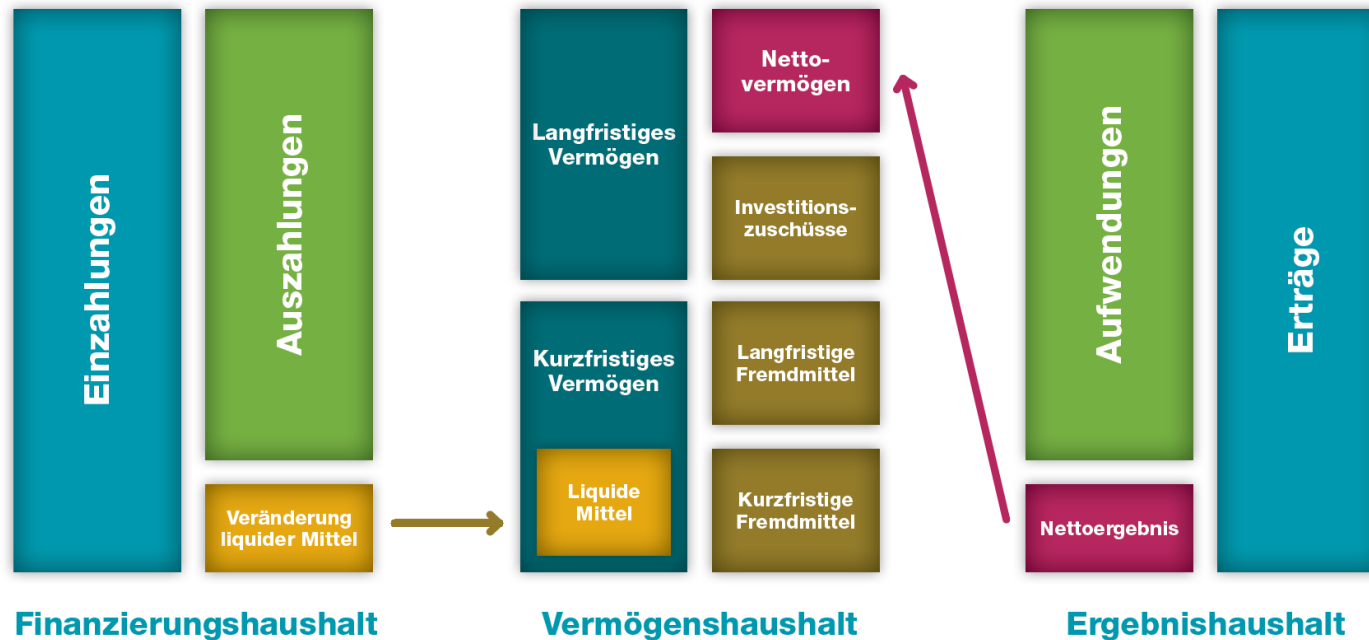 Einzahlungen
Auszahlungen
Veränderung
liquider Mittel
Finanzierungshaushalt
Langfristiges
Vermögen
Kurzfristiges
Vermögen
Liquide
Mittel
Netto-
vermögen
Investitions-
zuschüsse
Langfristige
Fremdmittel
Kurzfristige
Fremdmittel
Vermögenshaushalt
Aufwendungen
Nettoergebnis
Erträge
Ergebnishaushalt